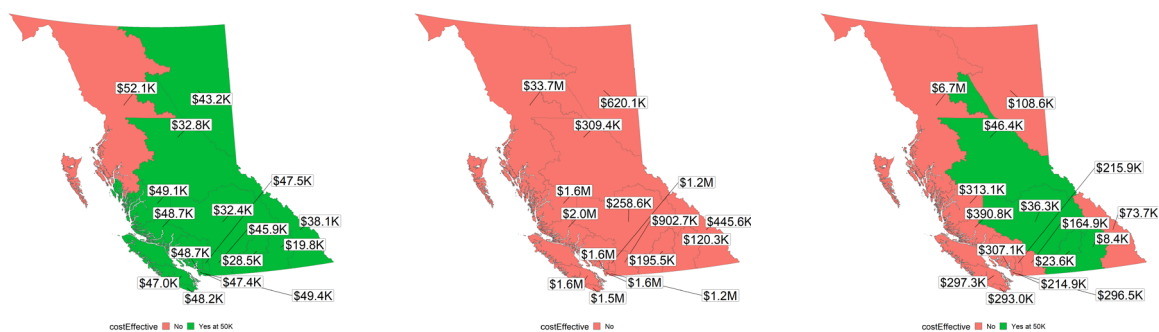 $52.1K
$43.2K
$32.8K
$47.5K
$49.1K
$32.4K
$48.7K
$38.1K
$45.9K
$19.8K
$48.7K
$28.5K
$47.0K
$47.4K
$48.2K
$49.4K
costEffective No Yes at 50K
$33.7M
$620.1K
$309.4K
$1.2M
$1.6M
$258.6K
$2.0M
$902.7K
$445.6K
$120.3K
$1.6M
$195.5K
$1.6M
$1.6M
$1.5M
$1.2M
costEffective No
$6.7M
$108.6K
$46.4K
$215.9K
$313.1K
$36.3K
$390.8K
$73.7K
$164.9K
$8.4K
$307.1K
$23.6K
$297.3K
$214.9K
$293.0K
$296.5K
costEffective No Yes at 50K